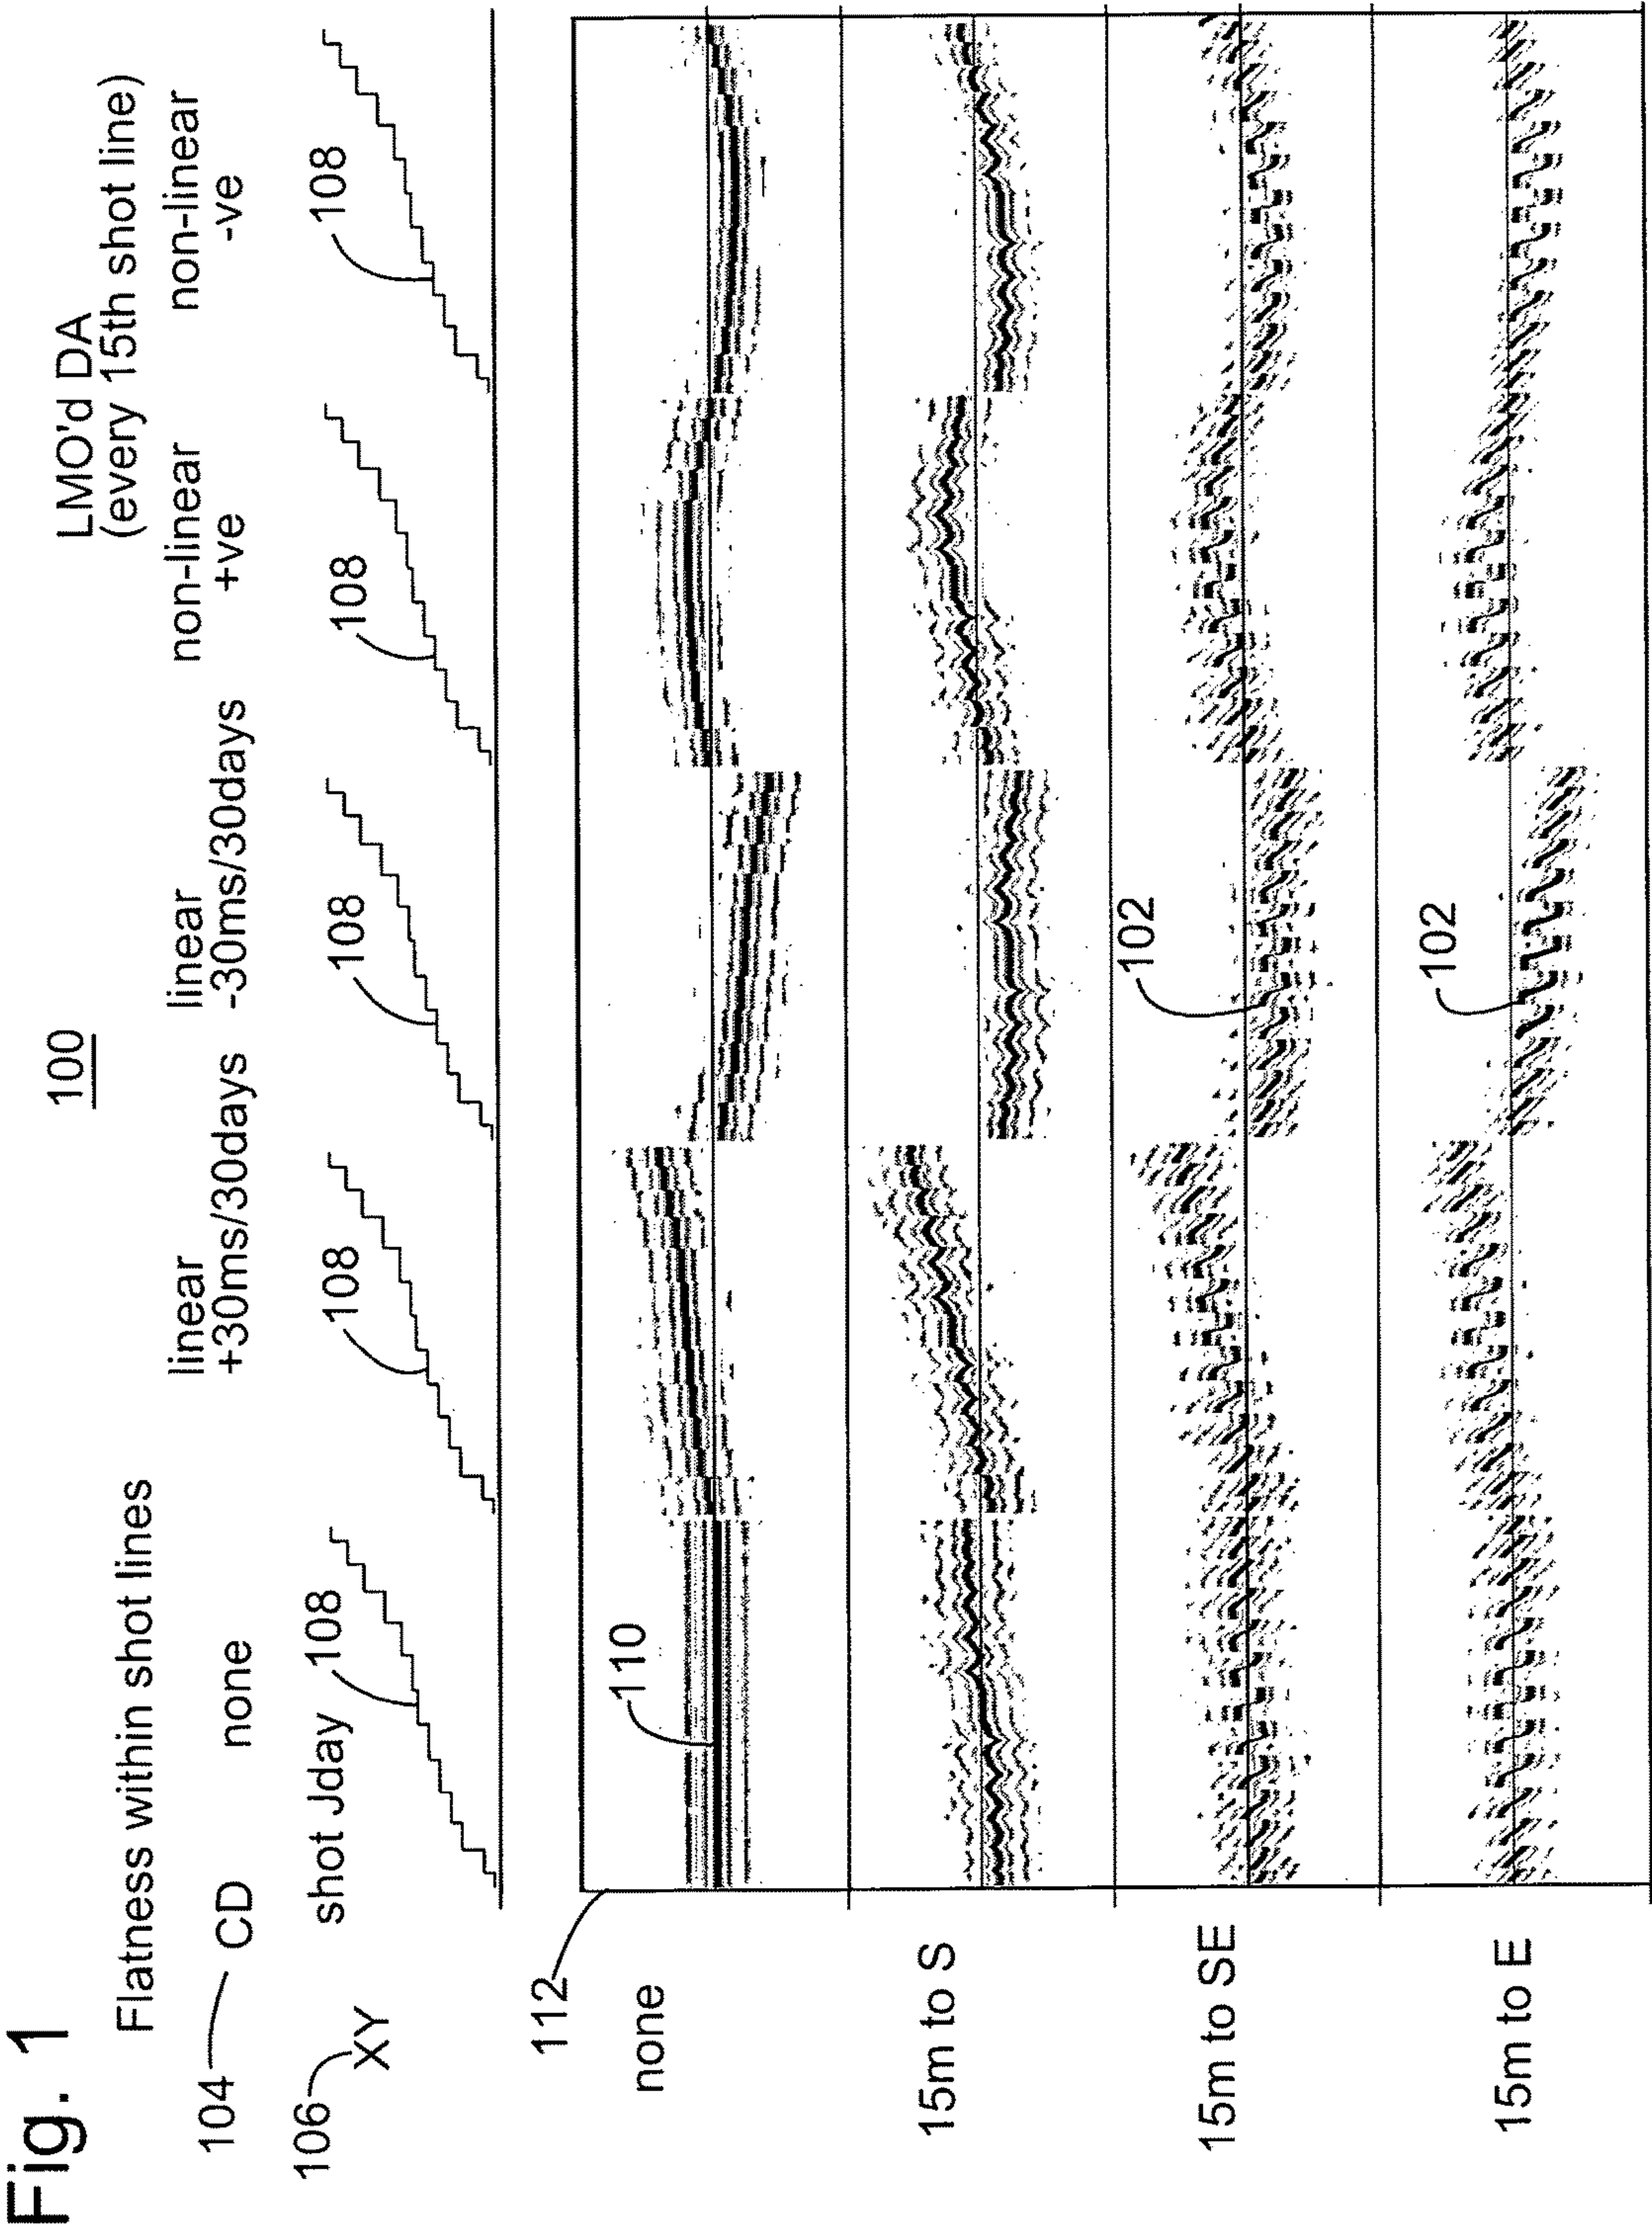 Fig. 1
100
LMO'd DA
(every 15th shot line)
Flatness within shot lines
104 CD none
linear
+30ms/30days
linear
-30ms/30days
non-linear
+ve
non-linear
-ve
106 XY
shot Jday 108
108
108
108
108
112
none
110
15m to S
15m to SE
102
15m to E
102